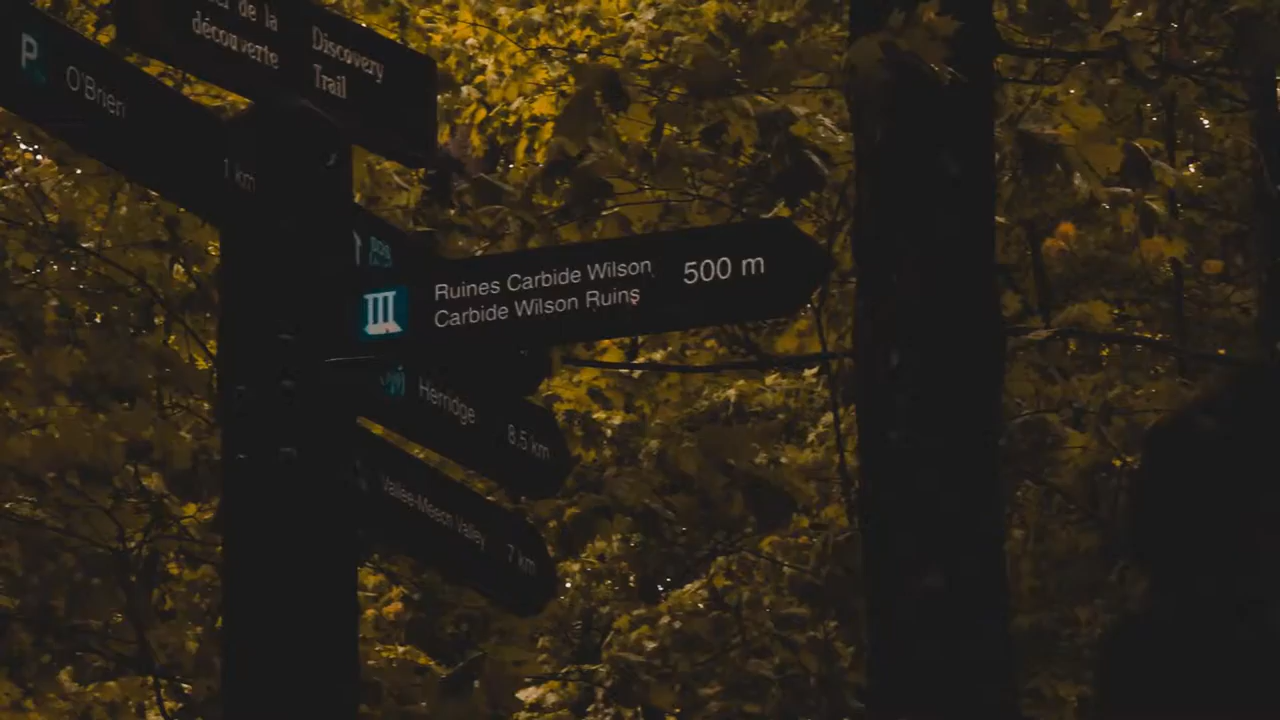 de la
découverte
Discovery
Trail
P
O'Brien
1 km
Ruines Carbide Wilson
Carbide Wilson Ruins
500 m
Herridge
8.5 km
Vallée-Meech Valley
7 km